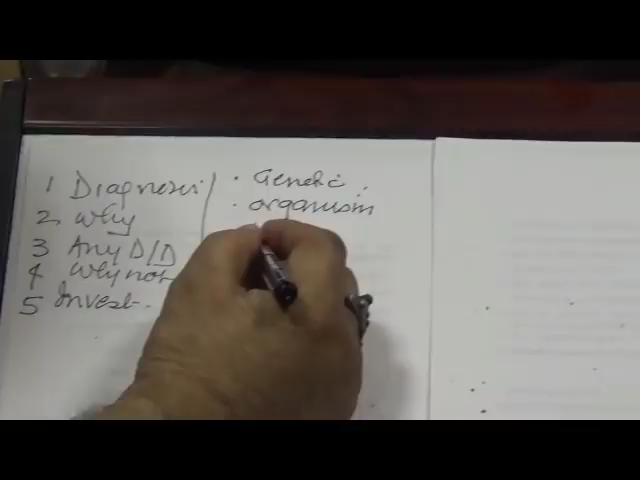 1 Diagnosis
2 Why
3 Any D/D
4 Why not
5 Invest.
· Genetic
· organism